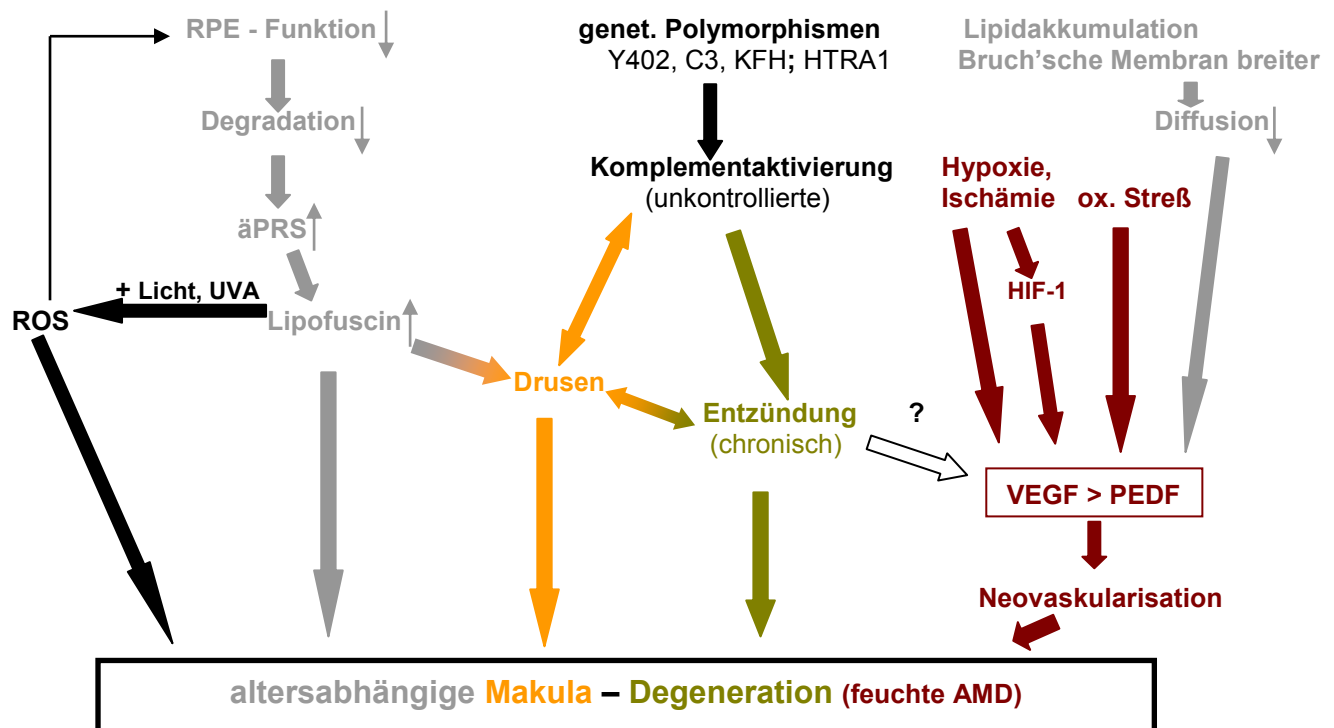 RPE - Funktion
Degradation
äPRS
+ Licht, UVA
ROS
Lipofuscin
genet. Polymorphismen
Y402, C3, KFH; HTRA1
Komplementaktivierung
(unkontrollierte)
Drusen
Entzündung
(chronisch)
?
Lipidakkumulation
Bruch’sche Membran breiter
Diffusion
Hypoxie,
Ischämie
ox. Streß
HIF-1
VEGF > PEDF
Neovaskularisation
altersabhängige Makula – Degeneration (feuchte AMD)